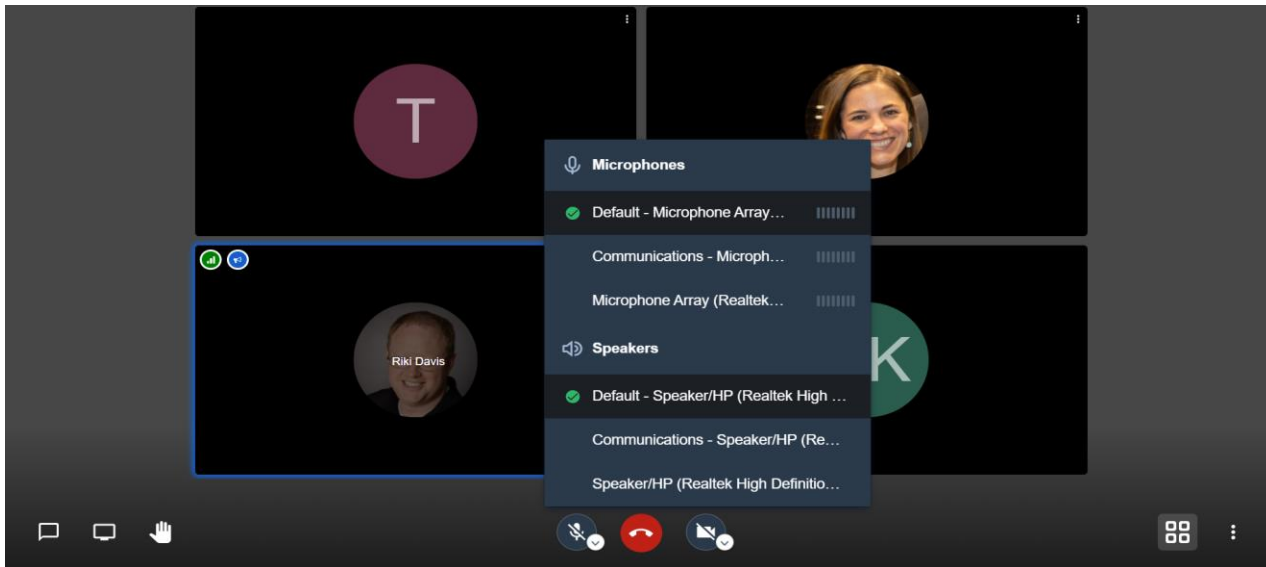 T
Microphones
Default - Microphone Array…
Communications - Microph…
Microphone Array (Realtek…
Speakers
Default - Speaker/HP (Realtek High …
Communications - Speaker/HP (Re…
Speaker/HP (Realtek High Definitio…
Riki Davis
K